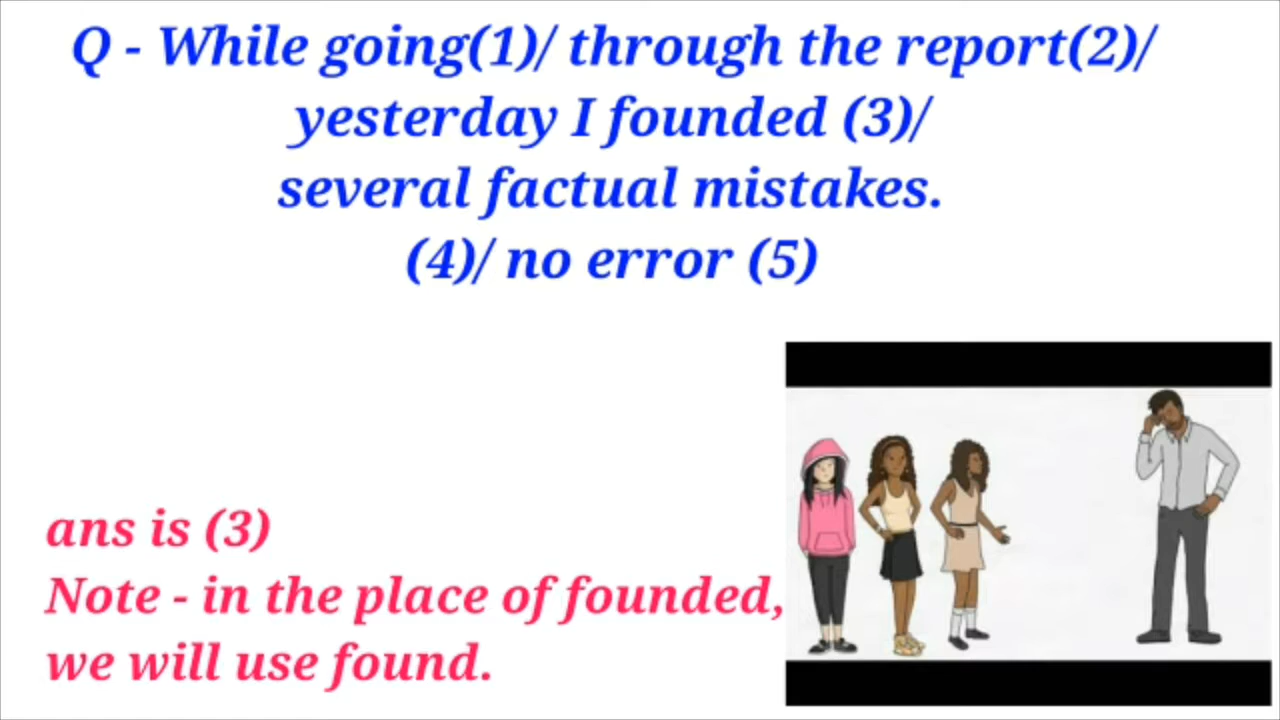 Q - While going(1)/ through the report(2)/
yesterday I founded (3)/
several factual mistakes.
(4)/ no error (5)
ans is (3)
Note - in the place of founded,
we will use found.